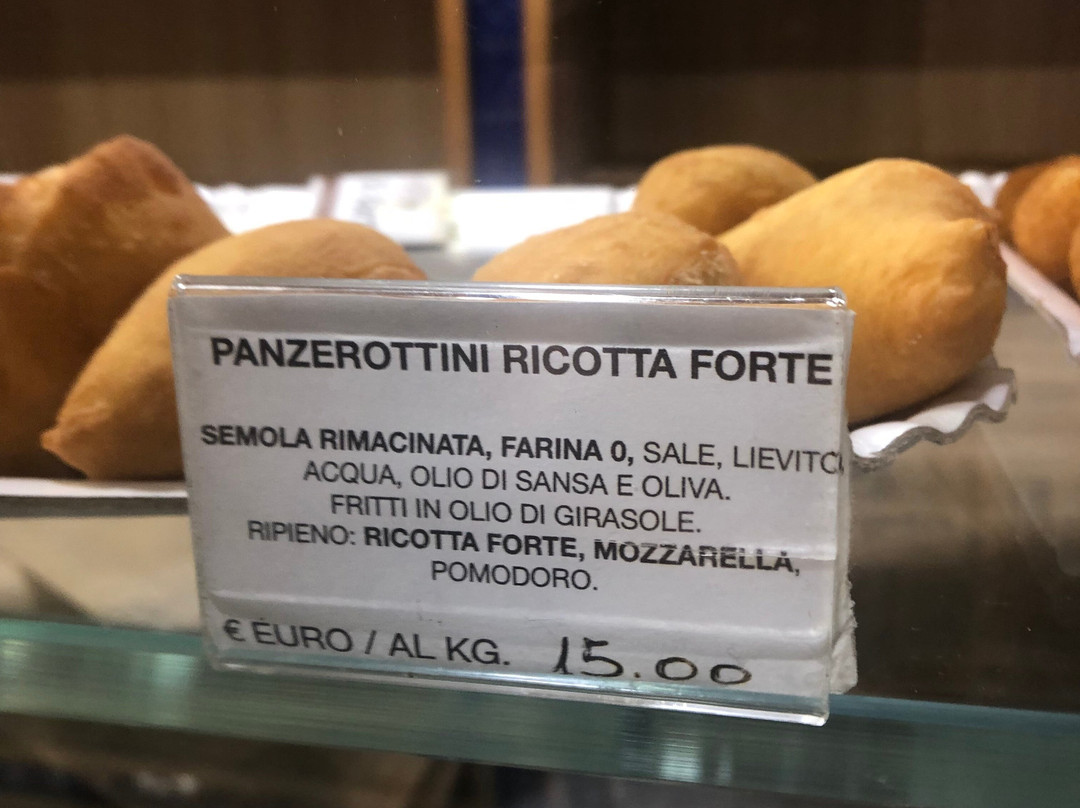 PANZEROTTINI RICOTTA FORTE
SEMOLA RIMACINATA, FARINA 0, SALE, LIEVITO
ACQUA, OLIO DI SANSA E OLIVA.
FRITTI IN OLIO DI GIRASOLE.
RIPIENO: RICOTTA FORTE, MOZZARELLA,
POMODORO.
€ EURO / AL KG. 15.00